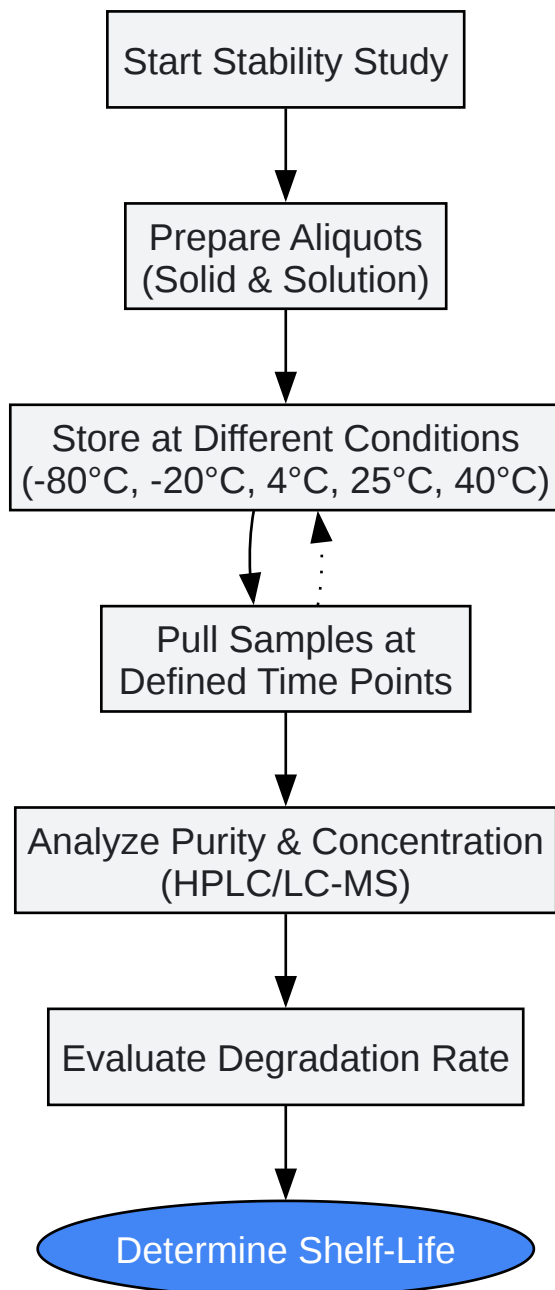 Start Stability Study
Prepare Aliquots
(Solid & Solution)
Store at Different Conditions
(-80°C, -20°C, 4°C, 25°C, 40°C)
Pull Samples at
Defined Time Points
Analyze Purity & Concentration
(HPLC/LC-MS)
Evaluate Degradation Rate
Determine Shelf-Life